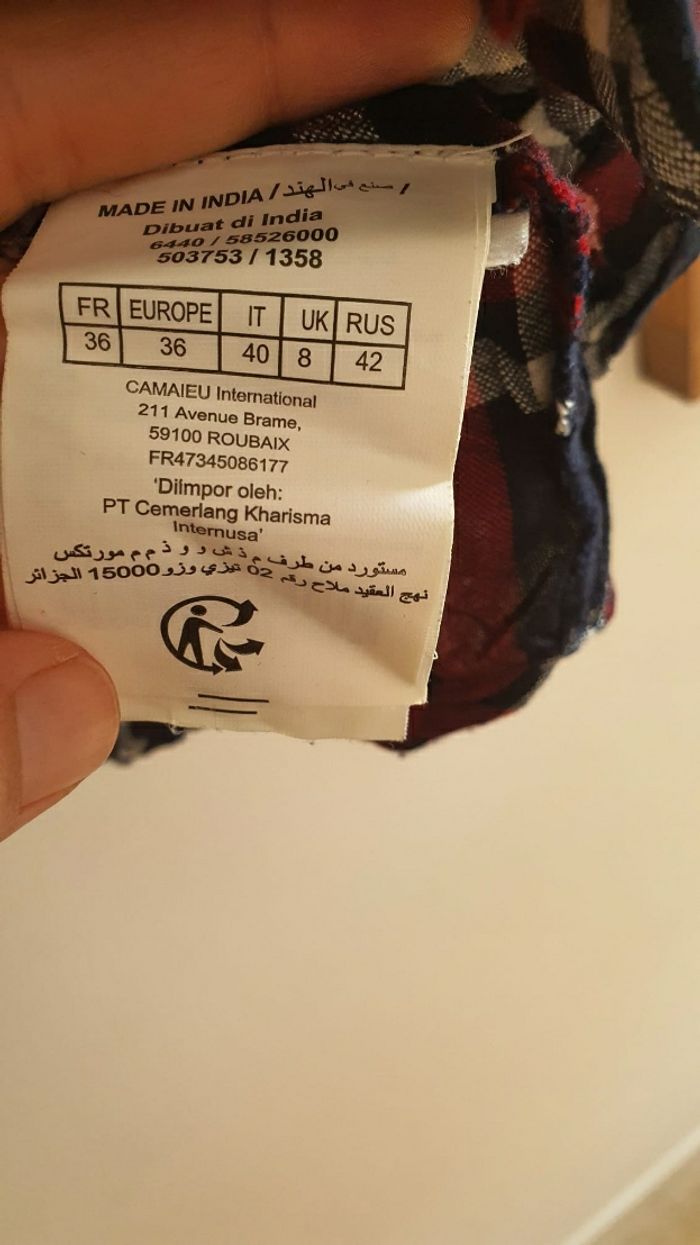 MADE IN INDIA / صنع في الهند /
Dibuat di India
6440 / 58526000
503753 / 1358
FR EUROPE IT UK RUS
36 36 40 8 42
CAMAIEU International
211 Avenue Brame,
59100 ROUBAIX
FR47345086177
'Diimpor oleh:
PT Cemerlang Kharisma
Internusa'
مستورد من طرف م ذ ش و و ذ م م مورتكس
نهج العقيد ملاح رقم 02 تيزي وزو 15000 الجزائر